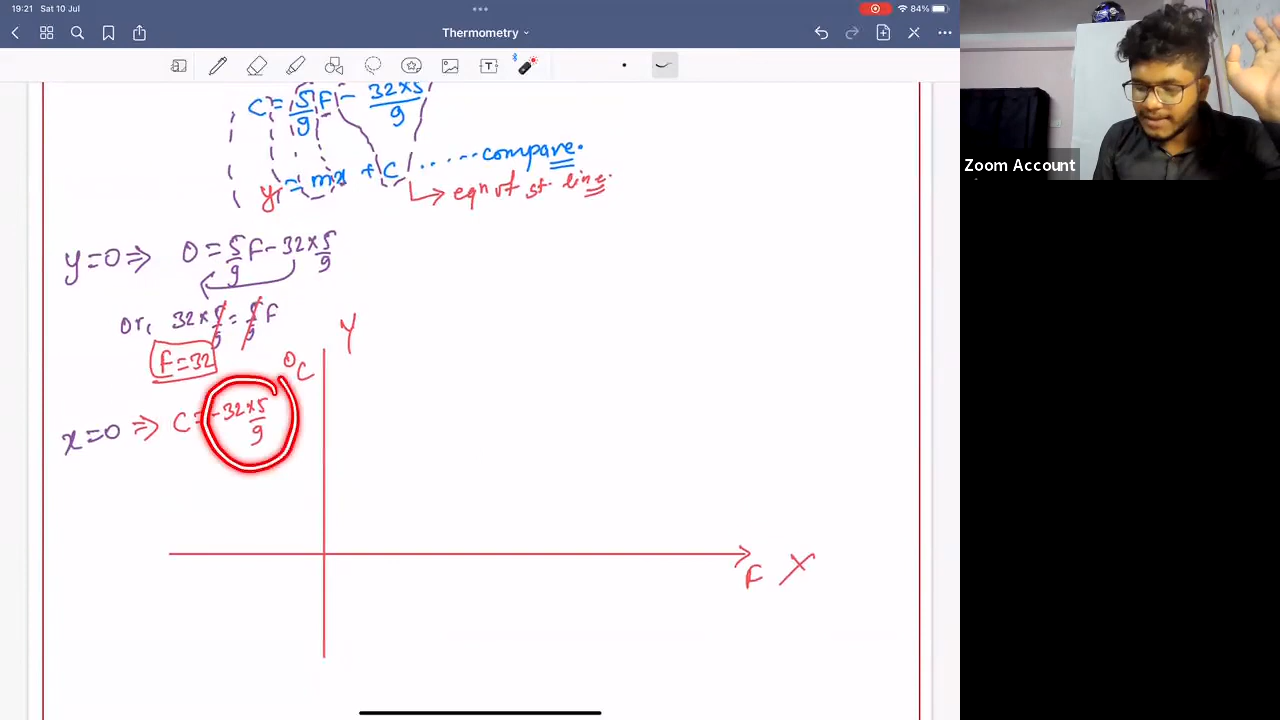 19:21 Sat 10 Jul
84%
Thermometry
T
C = 5/9 F - 32×5/9
y = mx + C ...... compare.
→ eqn of st. line.
y=0 ⇒ 0 = 5/9 F - 32×5/9
or, 32×5/9 = 5/9 F
F=32
x=0 ⇒ C = -32×5/9
Y
°C
F X
Zoom Account